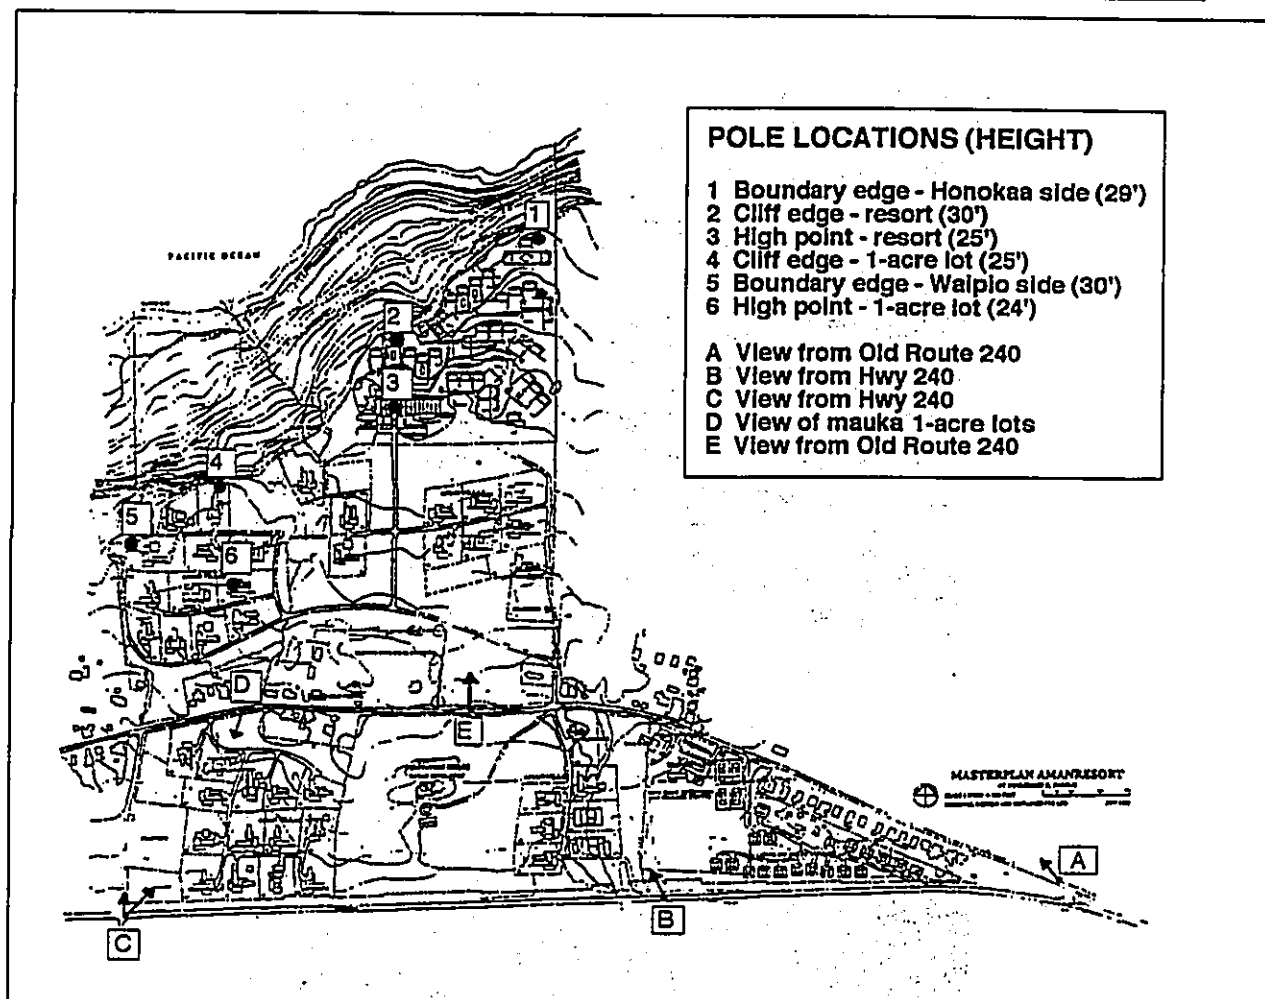 POLE LOCATIONS (HEIGHT)
1 Boundary edge - Honokaa side (29')
2 Cliff edge - resort (30')
3 High point - resort (25')
4 Cliff edge - 1-acre lot (25')
5 Boundary edge - Waipio side (30')
6 High point - 1-acre lot (24')
A View from Old Route 240
B View from Hwy 240
C View from Hwy 240
D View of mauka 1-acre lots
E View from Old Route 240
1
PACIFIC OCEAN
2
3
4
5
6
D
E
MASTERPLAN AMANRESORT
A
B
C